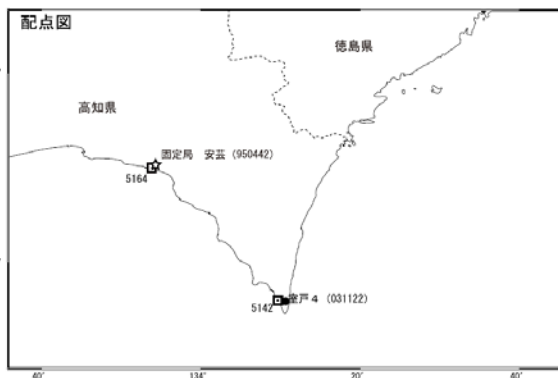 配点図
徳島県
高知県
固定局 安芸 (950442)
5164
5142
室戸4 (031122)
40'
134°
20'
40'